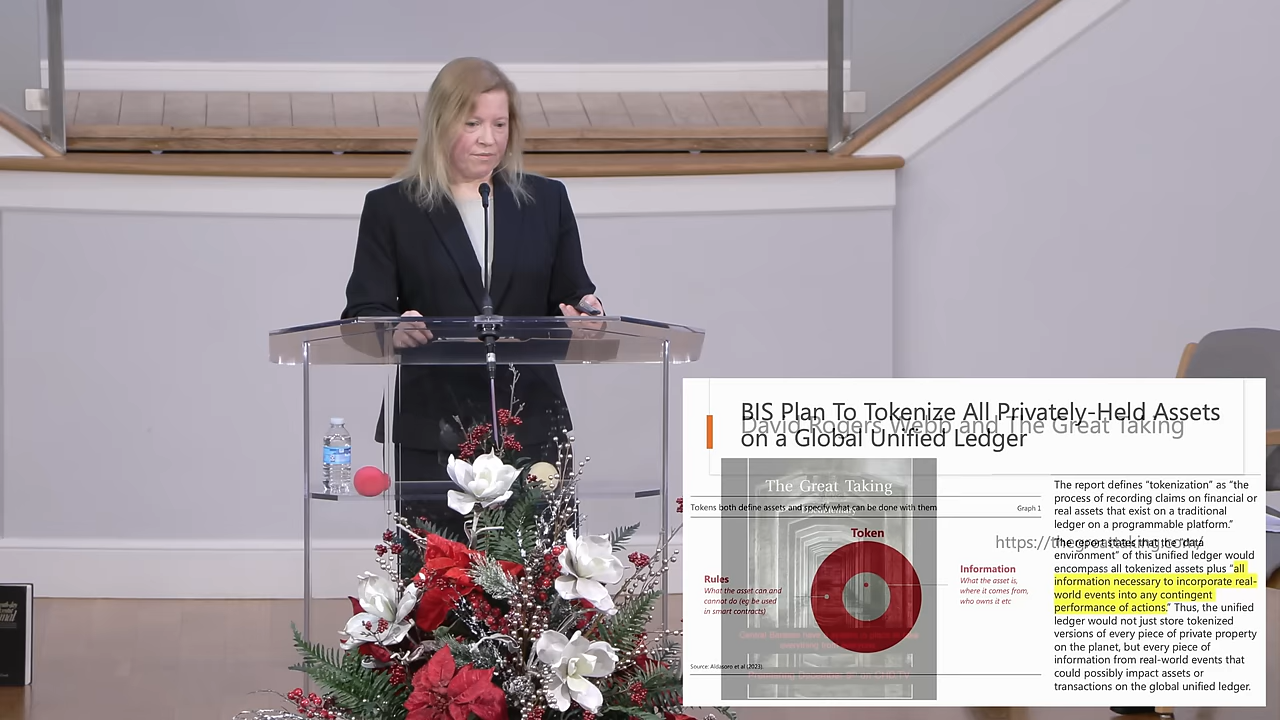 BIS Plan To Tokenize All Privately-Held Assets
David Rogers Webb and The Great Taking
on a Global Unified Ledger
The Great Taking
Tokens both define assets and specify what can be done with them
Graph 1
Token
Rules
What the asset can and
cannot do (eg be used
in smart contracts)
Information
What the asset is,
where it comes from,
who owns it etc
Source: Aldasoro et al (2023)
The report defines "tokenization" as "the
process of recording claims on financial or
real assets that exist on a traditional
ledger on a programmable platform."
The report states that the "data
environment" of this unified ledger would
encompass all tokenized assets plus "all
information necessary to incorporate real-
world events into any contingent
performance of actions." Thus, the unified
ledger would not just store tokenized
versions of every piece of private property
on the planet, but every piece of
information from real-world events that
could possibly impact assets or
transactions on the global unified ledger.